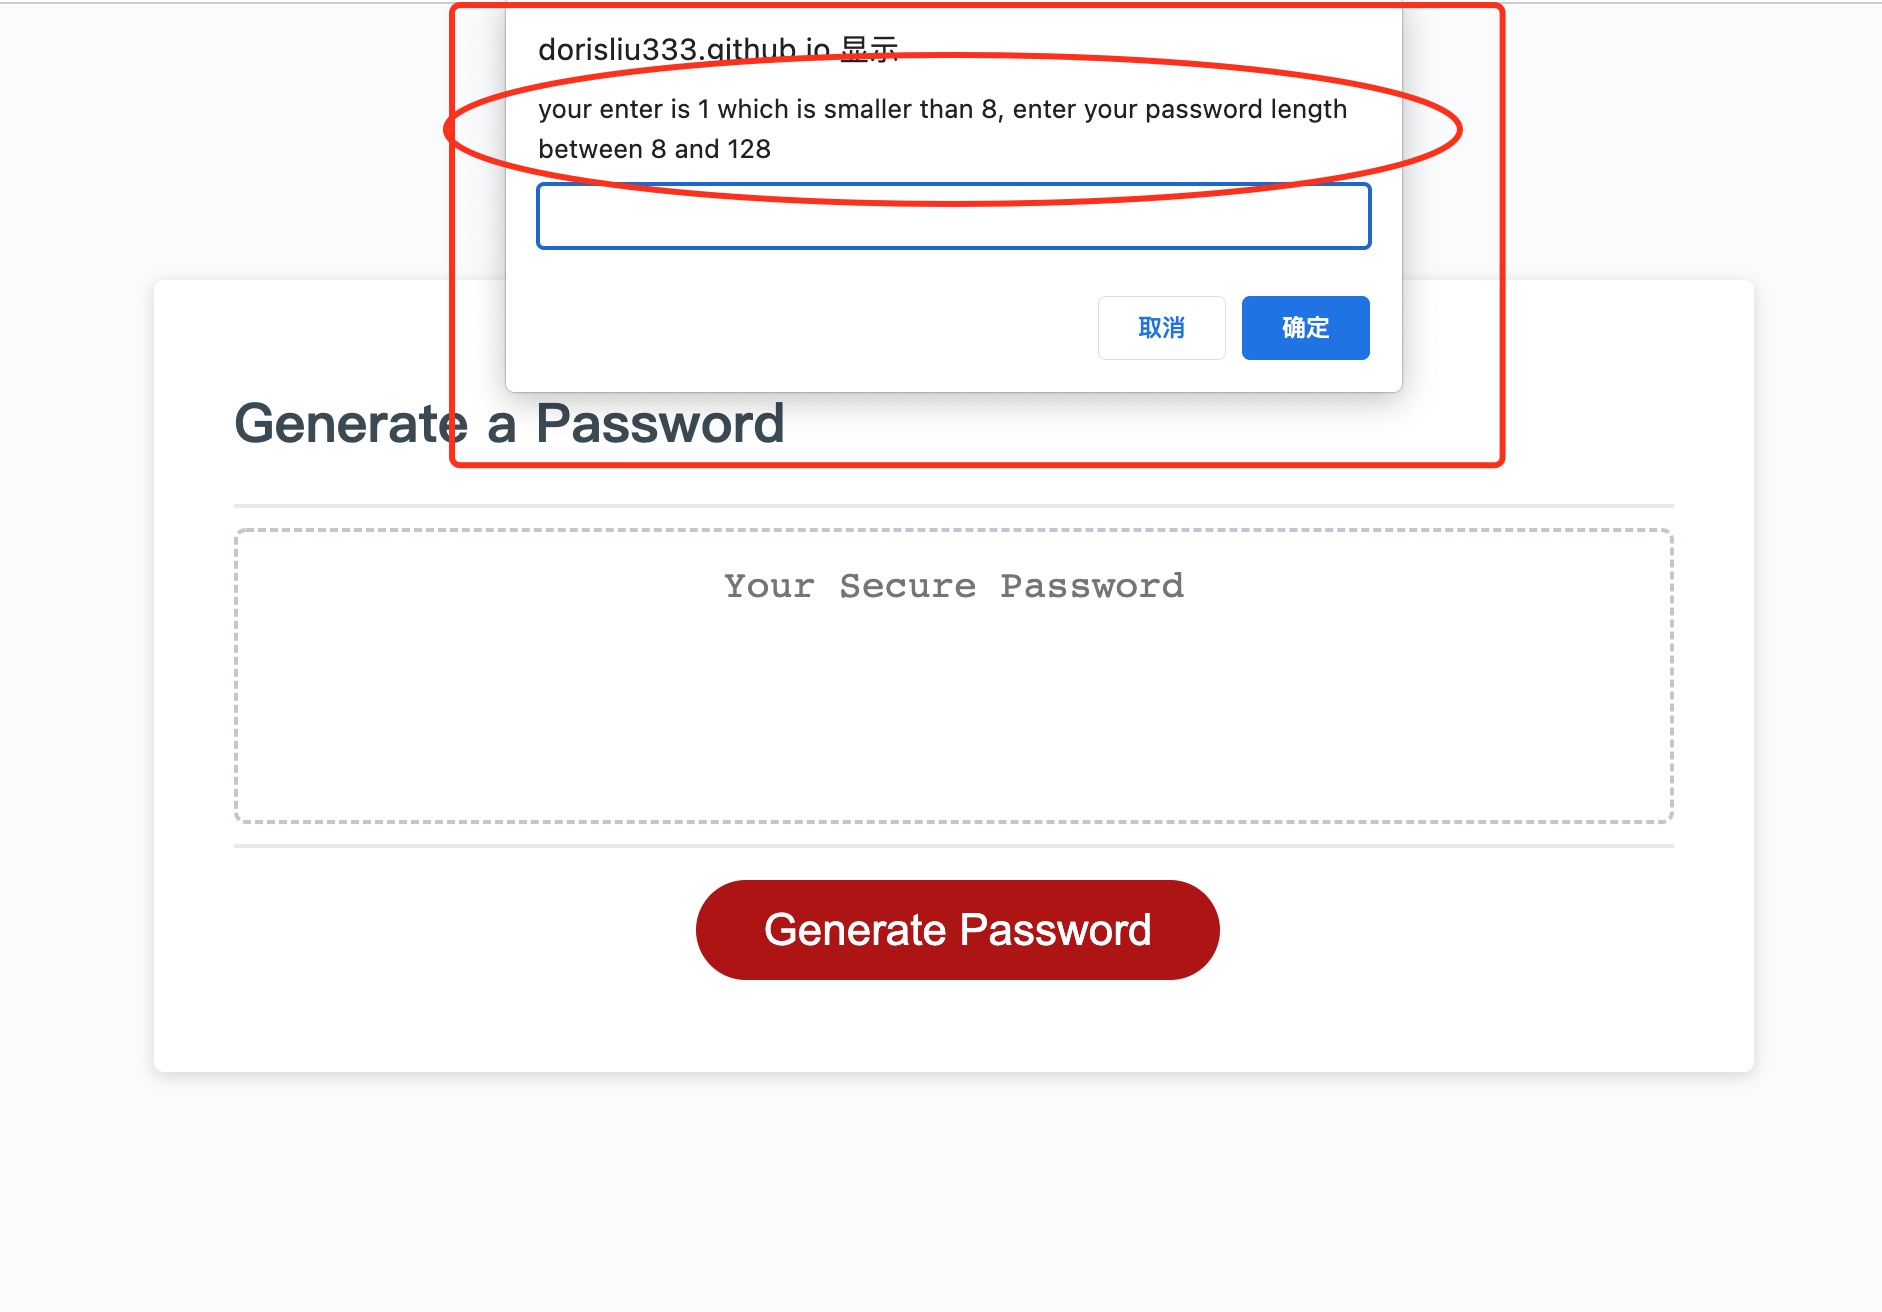 dorisliu333.github.io 显示
your enter is 1 which is smaller than 8, enter your password length
between 8 and 128
取消
确定
Generate a Password
Your Secure Password
Generate Password